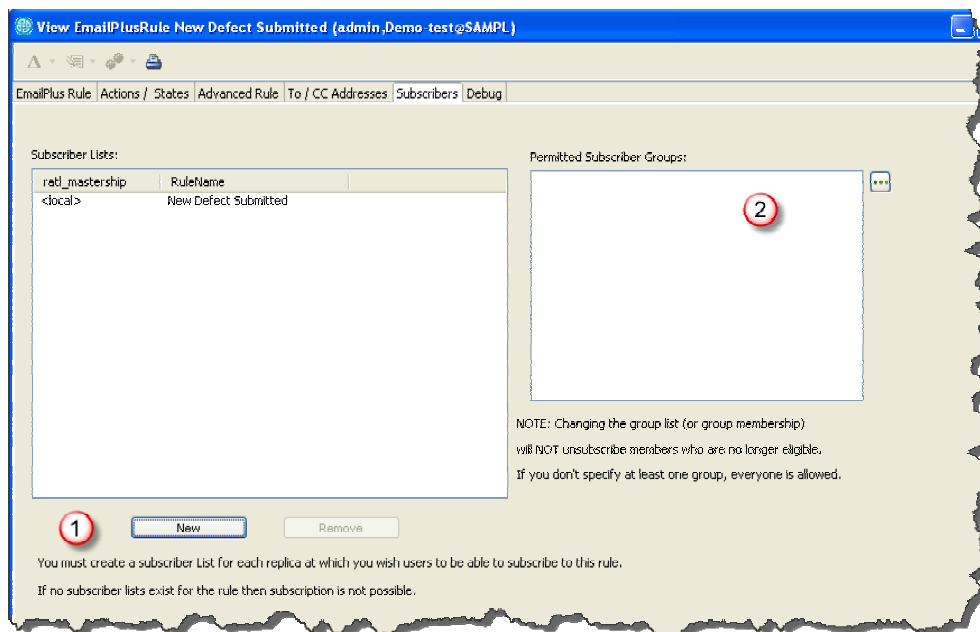 View EmailPlusRule New Defect Submitted (admin,Demo-test@SAMPL)
A
EmailPlus Rule Actions / States Advanced Rule To / CC Addresses Subscribers Debug
Subscriber Lists:
Permitted Subscriber Groups:
ratl_mastership RuleName
<local> New Defect Submitted
2
NOTE: Changing the group list (or group membership)
will NOT unsubscribe members who are no longer eligible.
If you don't specify at least one group, everyone is allowed.
1
New Remove
You must create a subscriber List for each replica at which you wish users to be able to subscribe to this rule.
If no subscriber lists exist for the rule then subscription is not possible.